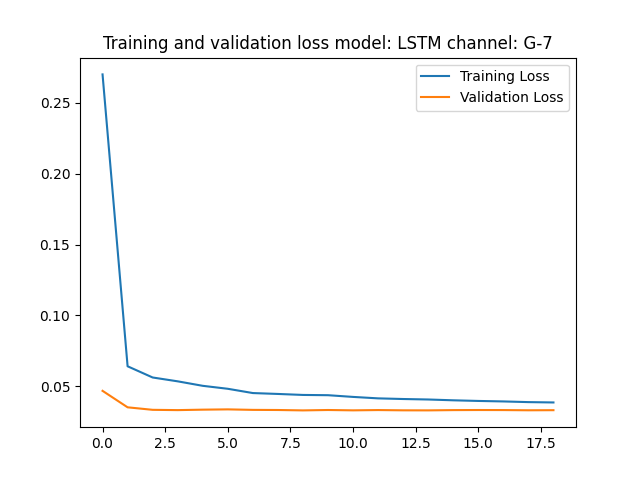 Training and validation loss model: LSTM channel: G-7
Training Loss
Validation Loss
0.25
0.20
0.15
0.10
0.05
0.0 2.5 5.0 7.5 10.0 12.5 15.0 17.5